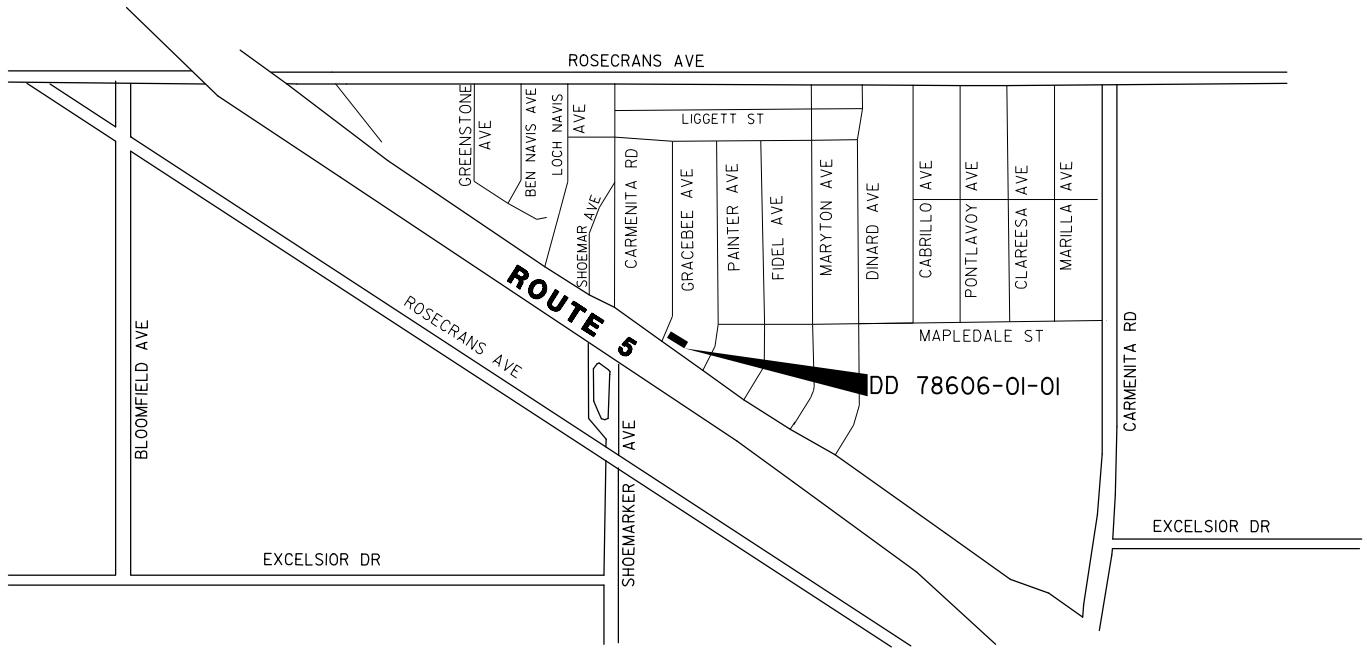 ROSECRANS AVE
LIGGETT ST
GREENSTONE
AVE
BEN NAVIS AVE
LOCH NAVIS
AVE
SHOEMAR AVE
CARMENITA RD
GRACEBEE AVE
PAINTER AVE
FIDEL AVE
MARYTON AVE
DINARD AVE
CABRILLO AVE
PONTLAVOY AVE
CLAREESA AVE
MARILLA AVE
ROUTE 5
ROSECRANS AVE
MAPLEDALE ST
DD 78606-01-01
BLOOMFIELD AVE
CARMENITA RD
SHOEMARKER AVE
EXCELSIOR DR
EXCELSIOR DR